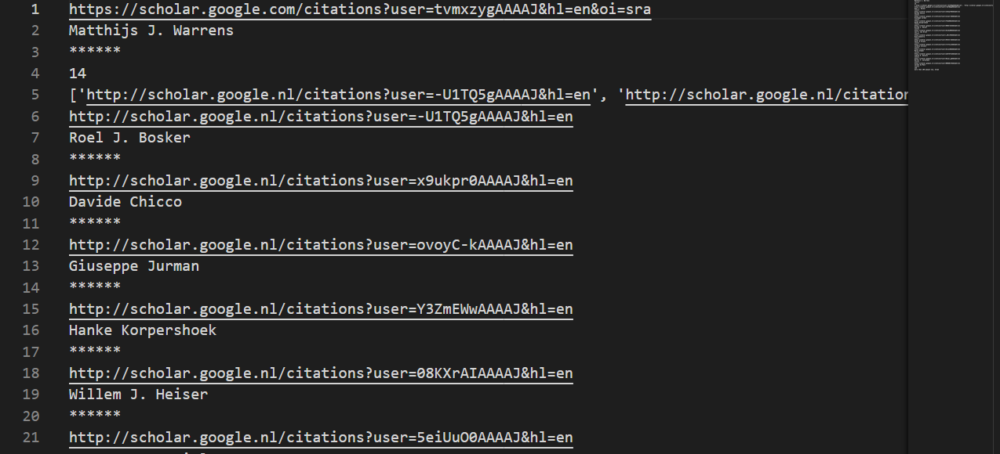 1 https://scholar.google.com/citations?user=tvmxzygAAAAJ&hl=en&oi=sra
2 Matthijs J. Warrens
3 ******
4 14
5 ['http://scholar.google.nl/citations?user=-U1TQ5gAAAAJ&hl=en', 'http://scholar.google.nl/citation
6 http://scholar.google.nl/citations?user=-U1TQ5gAAAAJ&hl=en
7 Roel J. Bosker
8 ******
9 http://scholar.google.nl/citations?user=x9ukpr0AAAAJ&hl=en
10 Davide Chicco
11 ******
12 http://scholar.google.nl/citations?user=ovoyC-kAAAAJ&hl=en
13 Giuseppe Jurman
14 ******
15 http://scholar.google.nl/citations?user=Y3ZmEWwAAAAJ&hl=en
16 Hanke Korpershoek
17 ******
18 http://scholar.google.nl/citations?user=08KXrAIAAAAJ&hl=en
19 Willem J. Heiser
20 ******
21 http://scholar.google.nl/citations?user=5eiUuO0AAAAJ&hl=en